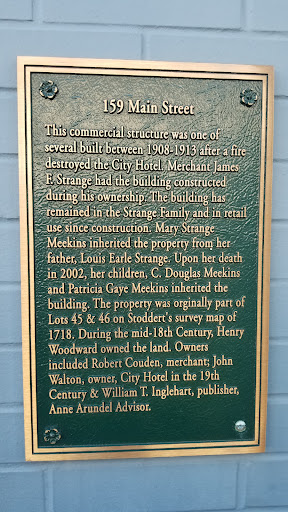 159 Main Street
This commercial structure was one of
several built between 1908-1913 after a fire
destroyed the City Hotel. Merchant James
F. Strange had the building constructed
during his ownership. The building has
remained in the Strange Family and in retail
use since construction. Mary Strange
Meekins inherited the property from her
father, Louis Earle Strange. Upon her death
in 2002, her children, C. Douglas Meekins
and Patricia Gaye Meekins inherited the
building. The property was orginally part of
Lots 45 & 46 on Stoddert's survey map of
1718. During the mid-18th Century, Henry
Woodward owned the land. Owners
included Robert Couden, merchant; John
Walton, owner, City Hotel in the 19th
Century & William T. Inglehart, publisher,
Anne Arundel Advisor.